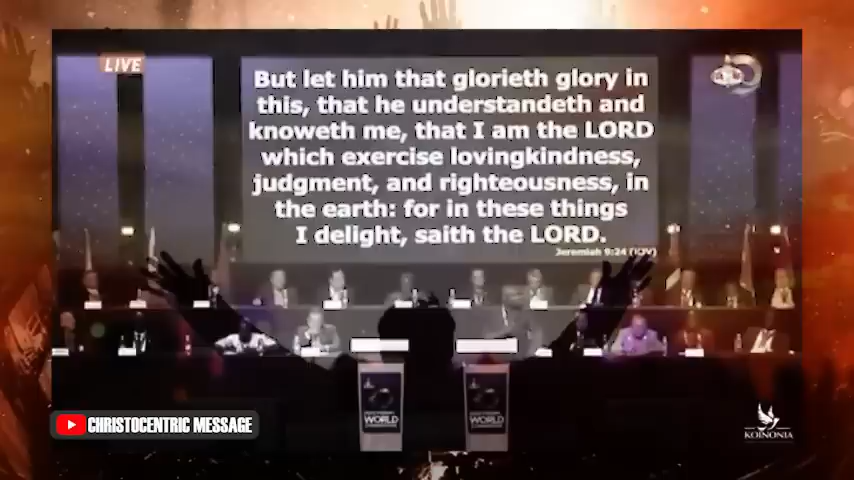 LIVE
But let him that glorieth glory in
this, that he understandeth and
knoweth me, that I am the LORD
which exercise lovingkindness,
judgment, and righteousness, in
the earth: for in these things
I delight, saith the LORD.
Jeremiah 9:24
WORLD
WORLD
CHRISTOCENTRIC MESSAGE
KOINONIA